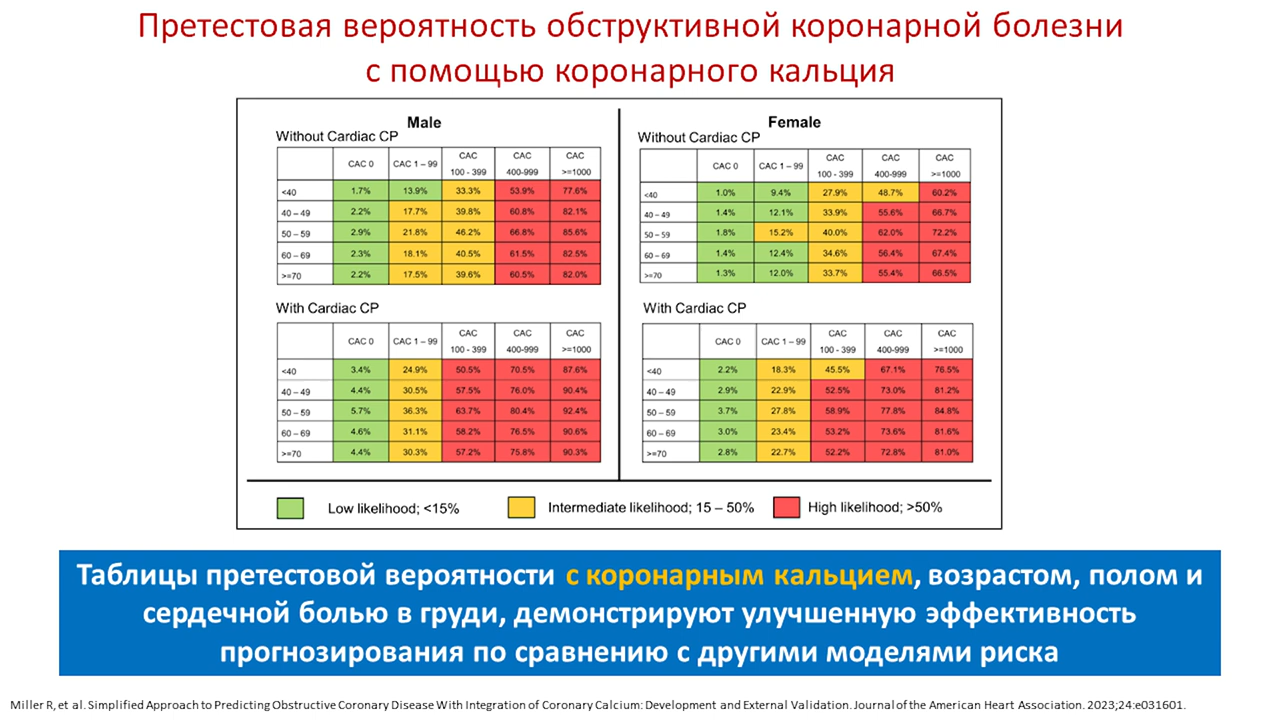 Претестовая вероятность обструктивной коронарной болезни
с помощью коронарного кальция
Male
Without Cardiac CP
CAC 0 CAC 1 – 99 CAC 100 - 399 CAC 400-999 CAC >=1000
<40 1.7% 13.9% 33.3% 53.9% 77.6%
40 – 49 2.2% 17.7% 39.8% 60.8% 82.1%
50 – 59 2.9% 21.8% 46.2% 66.8% 85.6%
60 – 69 2.3% 18.1% 40.5% 61.5% 82.5%
>=70 2.2% 17.5% 39.6% 60.5% 82.0%
With Cardiac CP
CAC 0 CAC 1 – 99 CAC 100 - 399 CAC 400-999 CAC >=1000
<40 3.4% 24.9% 50.5% 70.5% 87.6%
40 – 49 4.4% 30.5% 57.5% 76.0% 90.4%
50 – 59 5.7% 36.3% 63.7% 80.4% 92.4%
60 – 69 4.6% 31.1% 58.2% 76.5% 90.6%
>=70 4.4% 30.3% 57.2% 75.8% 90.3%
Female
Without Cardiac CP
CAC 0 CAC 1 – 99 CAC 100 - 399 CAC 400-999 CAC >=1000
<40 1.0% 9.4% 27.9% 48.7% 60.2%
40 – 49 1.4% 12.1% 33.9% 55.6% 66.7%
50 – 59 1.8% 15.2% 40.0% 62.0% 72.2%
60 – 69 1.4% 12.4% 34.6% 56.4% 67.4%
>=70 1.3% 12.0% 33.7% 55.4% 66.5%
With Cardiac CP
CAC 0 CAC 1 – 99 CAC 100 - 399 CAC 400-999 CAC >=1000
<40 2.2% 18.3% 45.5% 67.1% 76.5%
40 – 49 2.9% 22.9% 52.5% 73.0% 81.2%
50 – 59 3.7% 27.8% 58.9% 77.8% 84.8%
60 – 69 3.0% 23.4% 53.2% 73.6% 81.6%
>=70 2.8% 22.7% 52.2% 72.8% 81.0%
Low likelihood; <15% Intermediate likelihood; 15 – 50% High likelihood; >50%
Таблицы претестовой вероятности с коронарным кальцием, возрастом, полом и
сердечной болью в груди, демонстрируют улучшенную эффективность
прогнозирования по сравнению с другими моделями риска
Miller R, et al. Simplified Approach to Predicting Obstructive Coronary Disease With Integration of Coronary Calcium: Development and External Validation. Journal of the American Heart Association. 2023;24:e031601.